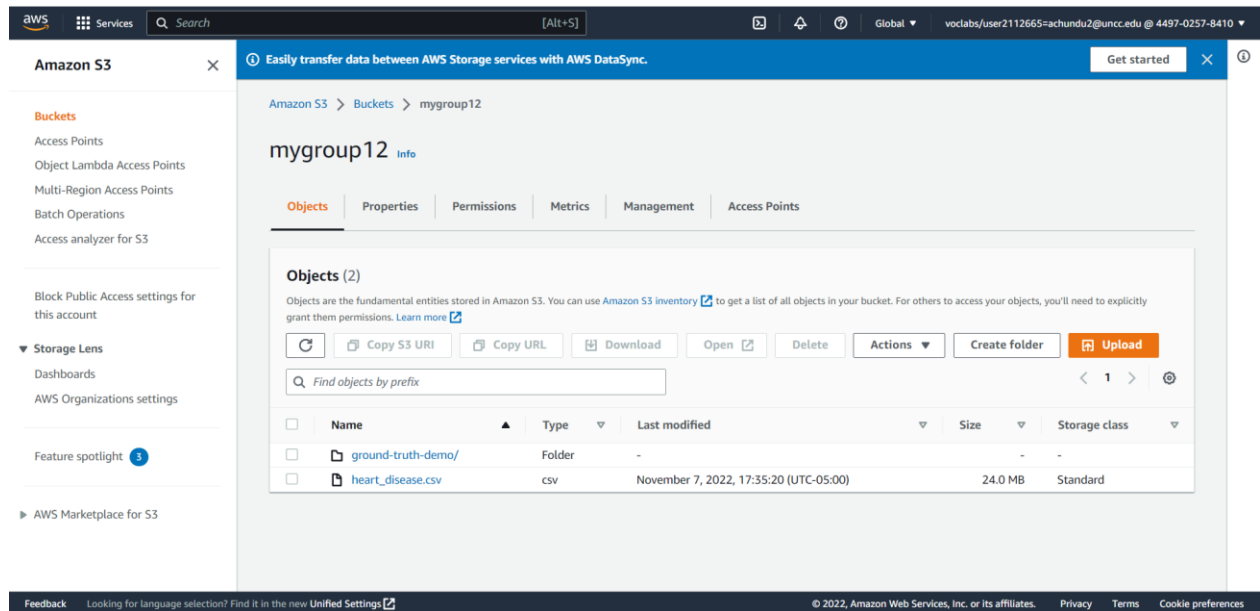 aws Services Search [Alt+S] Global ▼ voclabs/user2112665=achundu2@uncc.edu @ 4497-0257-8410 ▼
Amazon S3
Buckets
Access Points
Object Lambda Access Points
Multi-Region Access Points
Batch Operations
Access analyzer for S3
Block Public Access settings for
this account
Storage Lens
Dashboards
AWS Organizations settings
Feature spotlight 3
AWS Marketplace for S3
Easily transfer data between AWS Storage services with AWS DataSync. Get started
Amazon S3 > Buckets > mygroup12
mygroup12 Info
Objects Properties Permissions Metrics Management Access Points
Objects (2)
Objects are the fundamental entities stored in Amazon S3. You can use Amazon S3 inventory to get a list of all objects in your bucket. For others to access your objects, you'll need to explicitly
grant them permissions. Learn more
Copy S3 URI Copy URL Download Open Delete Actions ▼ Create folder Upload
Find objects by prefix < 1 >
Name ▲ Type Last modified Size Storage class
ground-truth-demo/ Folder - - -
heart_disease.csv csv November 7, 2022, 17:35:20 (UTC-05:00) 24.0 MB Standard
Feedback Looking for language selection? Find it in the new Unified Settings © 2022, Amazon Web Services, Inc. or its affiliates. Privacy Terms Cookie preferences